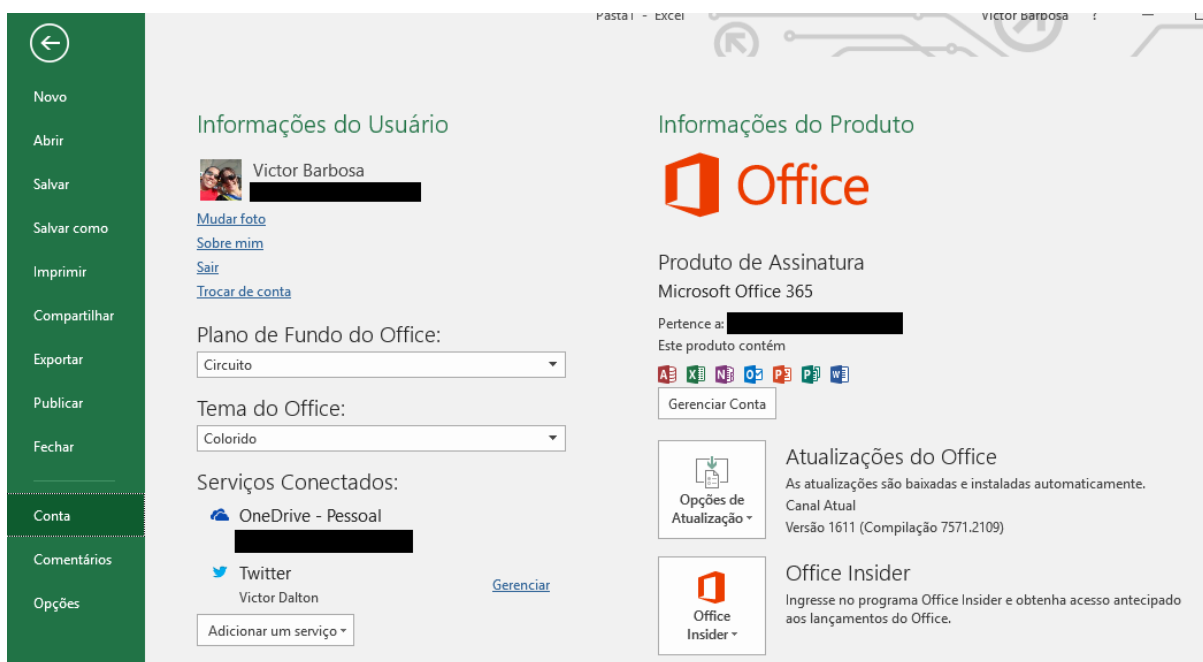 Pasta1 - Excel
Victor Barbosa ?
Novo
Abrir
Salvar
Salvar como
Imprimir
Compartilhar
Exportar
Publicar
Fechar
Conta
Comentários
Opções
Informações do Usuário
Victor Barbosa
Mudar foto
Sobre mim
Sair
Trocar de conta
Plano de Fundo do Office:
Circuito
Tema do Office:
Colorido
Serviços Conectados:
OneDrive - Pessoal
Twitter
Victor Dalton
Gerenciar
Adicionar um serviço
Informações do Produto
Office
Produto de Assinatura
Microsoft Office 365
Pertence a:
Este produto contém
Gerenciar Conta
Opções de
Atualização
Atualizações do Office
As atualizações são baixadas e instaladas automaticamente.
Canal Atual
Versão 1611 (Compilação 7571.2109)
Office
Insider
Office Insider
Ingresse no programa Office Insider e obtenha acesso antecipado
aos lançamentos do Office.